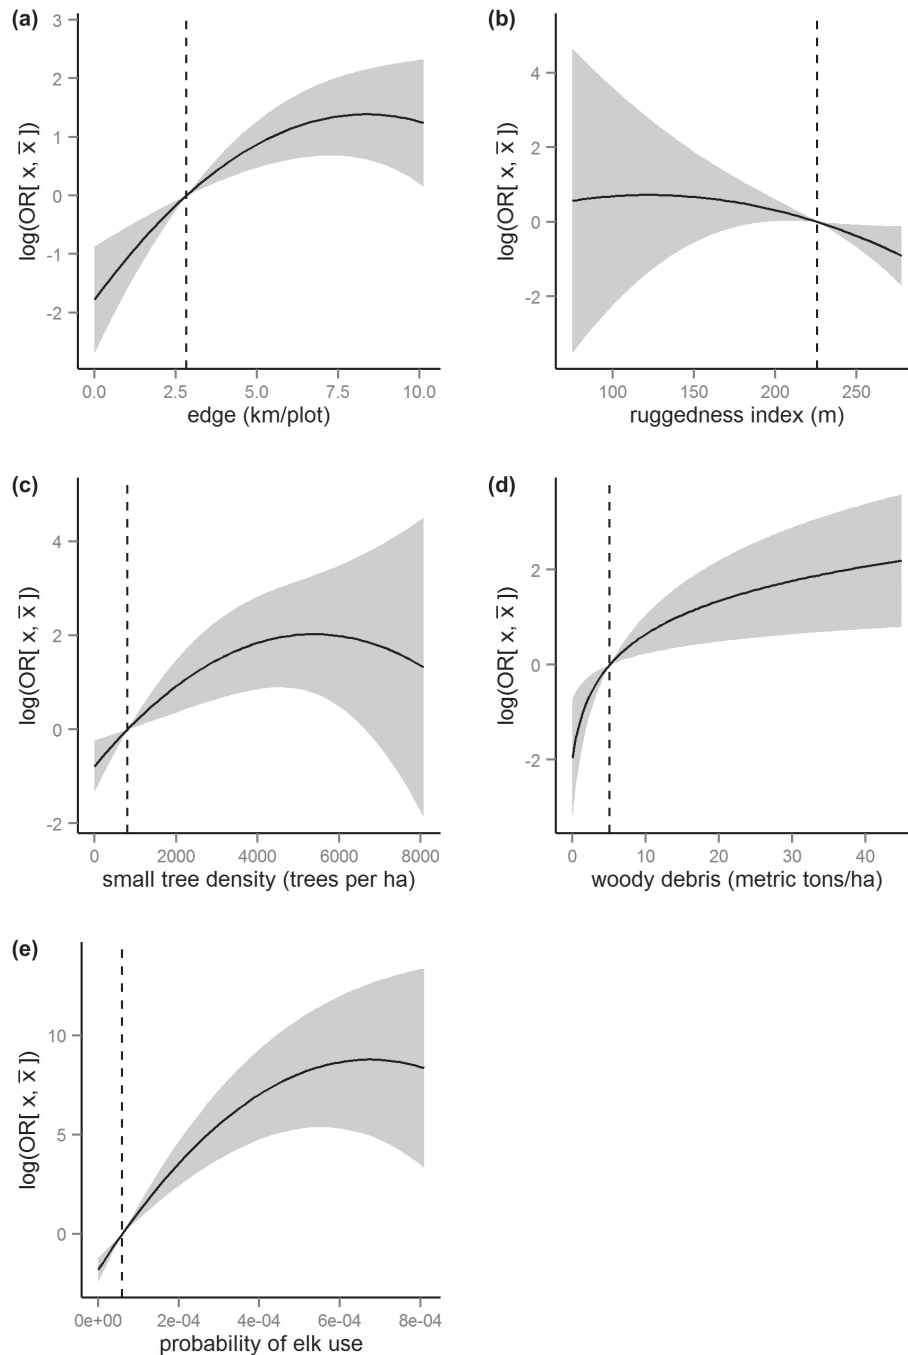 (a)
3
2
1
0
-1
-2
log(OR[ x, x̅ ])
0.0 2.5 5.0 7.5 10.0
edge (km/plot)
(b)
4
2
0
-2
log(OR[ x, x̅ ])
100 150 200 250
ruggedness index (m)
(c)
4
2
0
-2
log(OR[ x, x̅ ])
0 2000 4000 6000 8000
small tree density (trees per ha)
(d)
2
0
-2
log(OR[ x, x̅ ])
0 10 20 30 40
woody debris (metric tons/ha)
(e)
10
5
0
log(OR[ x, x̅ ])
0e+00 2e-04 4e-04 6e-04 8e-04
probability of elk use